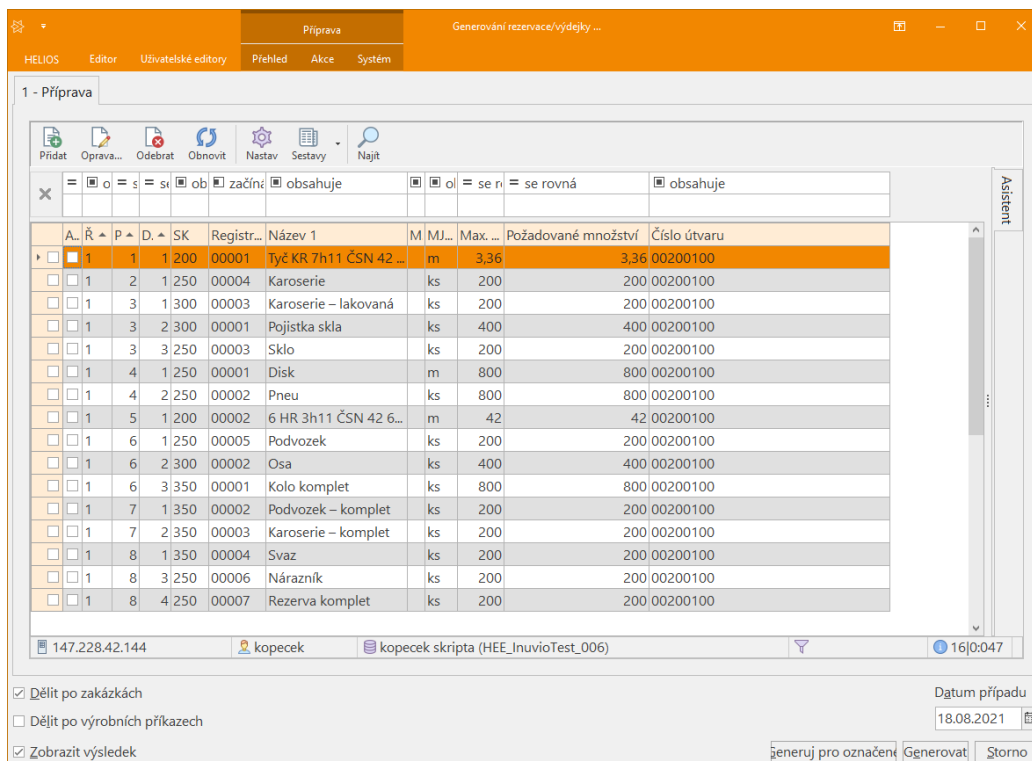 Příprava Generování rezervace/výdejky ...
HELIOS Editor Uživatelské editory Přehled Akce Systém
1 - Příprava
Přidat Oprava... Odebrat Obnovit Nastav Sestavy Najít
= o = s = se ob začína obsahuje ol = se ro = se rovná obsahuje
Asistent
A.. Ř P D. SK Registr... Název 1 M MJ... Max. ... Požadované množství Číslo útvaru
1 1 1 200 00001 Tyč KR 7h11 ČSN 42 ... m 3,36 3,36 00200100
1 2 1 250 00004 Karoserie ks 200 200 00200100
1 3 1 300 00003 Karoserie – lakovaná ks 200 200 00200100
1 3 2 300 00001 Pojistka skla ks 400 400 00200100
1 3 3 250 00003 Sklo ks 200 200 00200100
1 4 1 250 00001 Disk m 800 800 00200100
1 4 2 250 00002 Pneu ks 800 800 00200100
1 5 1 200 00002 6 HR 3h11 ČSN 42 6... m 42 42 00200100
1 6 1 250 00005 Podvozek ks 200 200 00200100
1 6 2 300 00002 Osa ks 400 400 00200100
1 6 3 350 00001 Kolo komplet ks 800 800 00200100
1 7 1 350 00002 Podvozek – komplet ks 200 200 00200100
1 7 2 350 00003 Karoserie – komplet ks 200 200 00200100
1 8 1 350 00004 Svaz ks 200 200 00200100
1 8 3 250 00006 Nárazník ks 200 200 00200100
1 8 4 250 00007 Rezerva komplet ks 200 200 00200100
147.228.42.144 kopecek kopecek skripta (HEE_InuvioTest_006) 16|0:047
Dělit po zakázkách Datum případu
Dělit po výrobních příkazech 18.08.2021
Zobrazit výsledek Generuj pro označené Generovat Storno